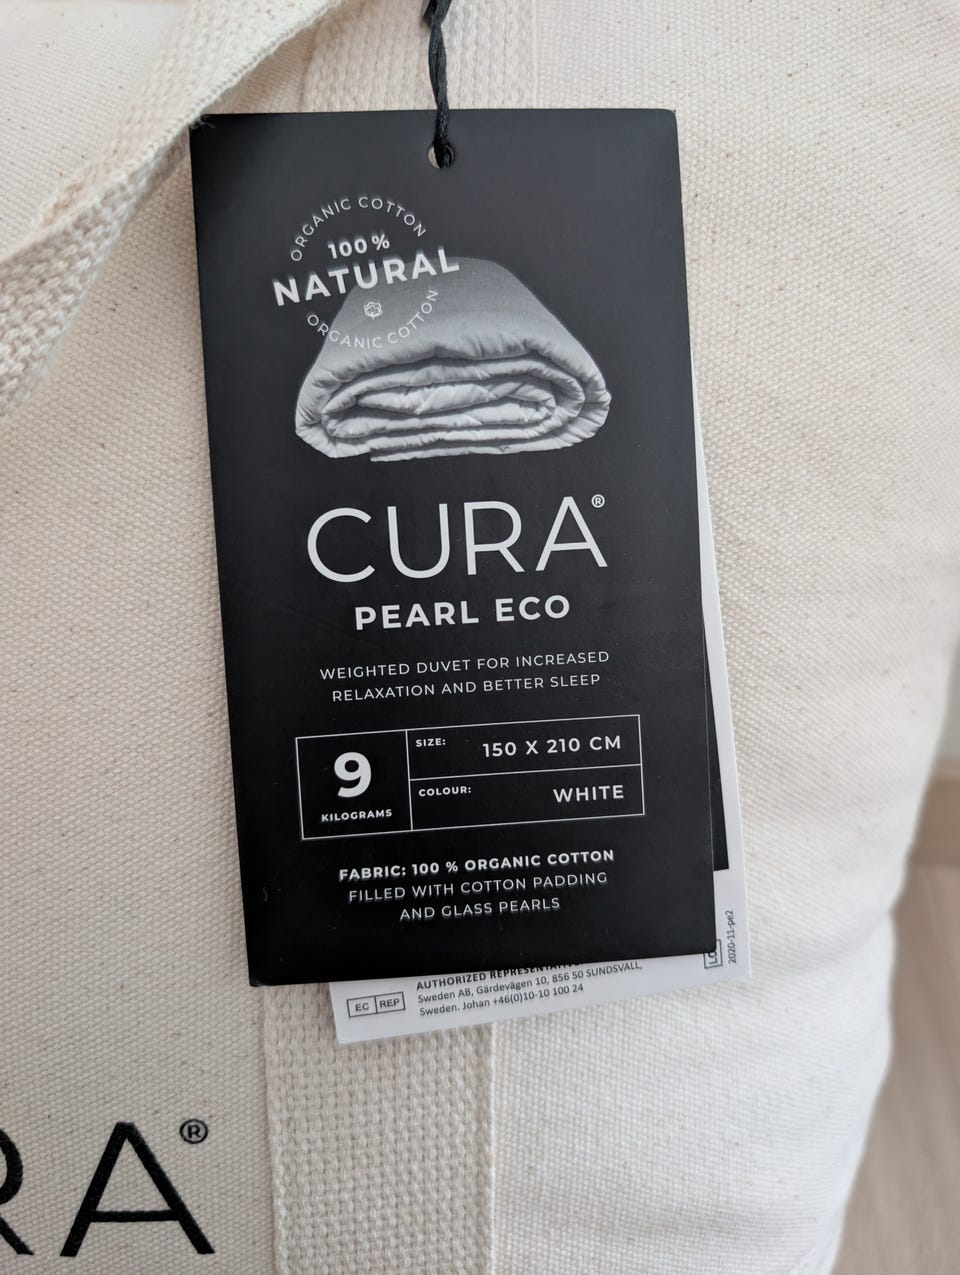 ORGANIC COTTON
100 %
NATURAL
ORGANIC COTTON
CURA®
PEARL ECO
WEIGHTED DUVET FOR INCREASED
RELAXATION AND BETTER SLEEP
9
KILOGRAMS
SIZE: 150 X 210 CM
COLOUR: WHITE
FABRIC: 100 % ORGANIC COTTON
FILLED WITH COTTON PADDING
AND GLASS PEARLS
EC REP
AUTHORIZED
Sweden AB, Gärdevägen 10, 856 50 SUNDSVALL,
Sweden. Johan +46(0)10-10 100 24
2020-11-pe2
RA®